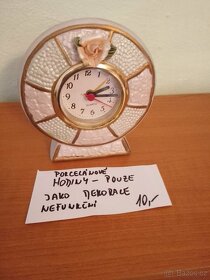 PORCELÁNOVÉ
HODINY - POUZE
JAKO DEKORACE
NEFUNKČNÍ 10,-